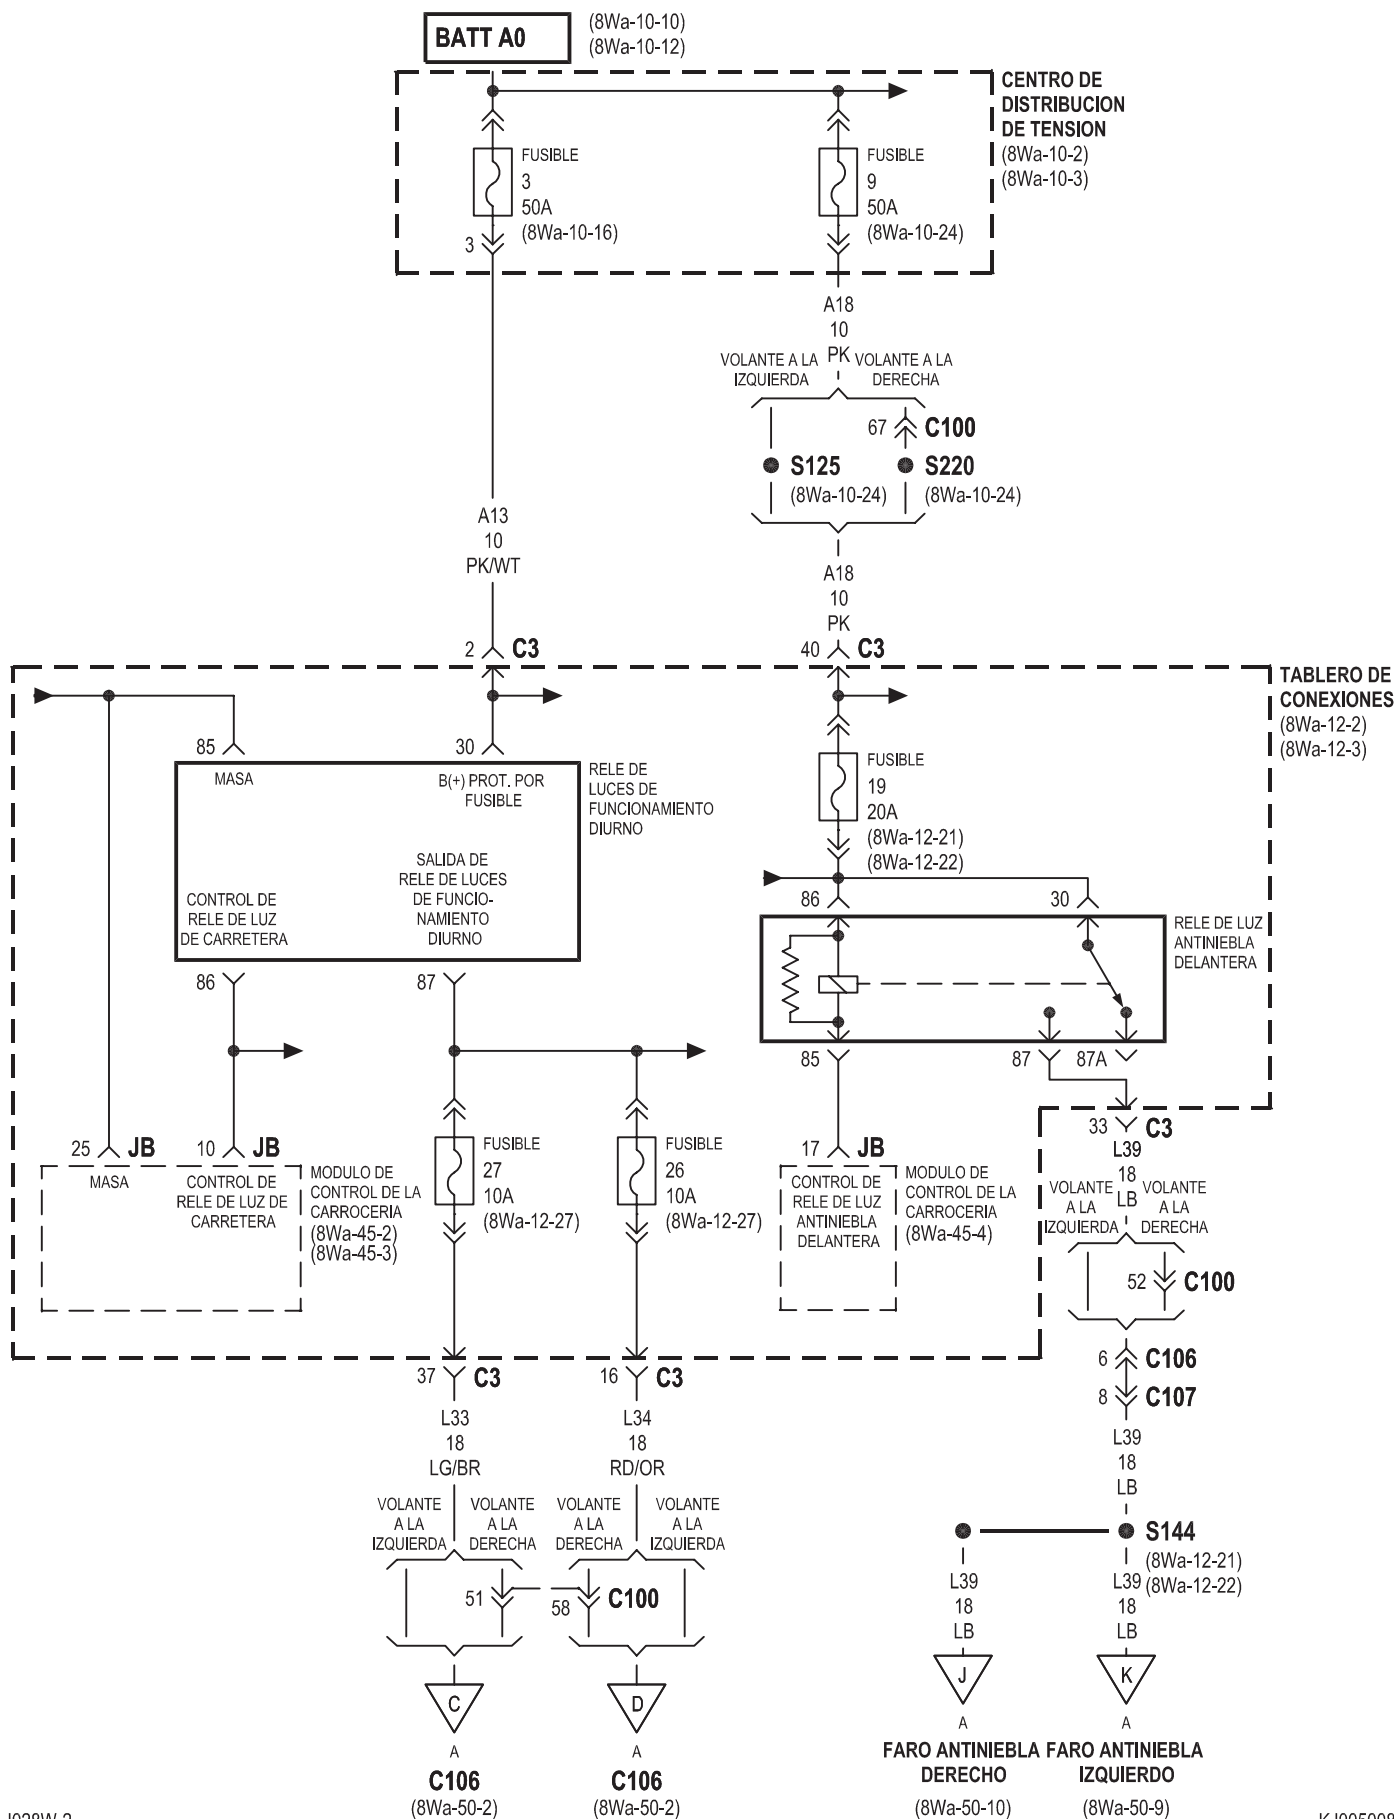 BATT A0
(8Wa-10-10)
(8Wa-10-12)
CENTRO DE
DISTRIBUCION
DE TENSION
(8Wa-10-2)
(8Wa-10-3)
FUSIBLE
3
50A
(8Wa-10-16)
3
FUSIBLE
9
50A
(8Wa-10-24)
A18
10
PK
VOLANTE A LA
IZQUIERDA
VOLANTE A LA
DERECHA
67
C100
S125
(8Wa-10-24)
S220
(8Wa-10-24)
A13
10
PK/WT
A18
10
PK
2
C3
40
C3
TABLERO DE
CONEXIONES
(8Wa-12-2)
(8Wa-12-3)
85
MASA
30
B(+) PROT. POR
FUSIBLE
RELE DE
LUCES DE
FUNCIONAMIENTO
DIURNO
FUSIBLE
19
20A
(8Wa-12-21)
(8Wa-12-22)
CONTROL DE
RELE DE LUZ
DE CARRETERA
SALIDA DE
RELE DE LUCES
DE FUNCIO-
NAMIENTO
DIURNO
86
30
RELE DE LUZ
ANTINIEBLA
DELANTERA
86
87
85
87
87A
25
JB
MASA
10
JB
CONTROL DE
RELE DE LUZ DE
CARRETERA
MODULO DE
CONTROL DE LA
CARROCERIA
(8Wa-45-2)
(8Wa-45-3)
FUSIBLE
27
10A
(8Wa-12-27)
FUSIBLE
26
10A
(8Wa-12-27)
17
JB
CONTROL DE
RELE DE LUZ
ANTINIEBLA
DELANTERA
MODULO DE
CONTROL DE LA
CARROCERIA
(8Wa-45-4)
33
C3
L39
18
LB
VOLANTE
A LA
IZQUIERDA
VOLANTE
A LA
DERECHA
52
C100
6
C106
8
C107
L39
18
LB
37
C3
L33
18
LG/BR
16
C3
L34
18
RD/OR
VOLANTE
A LA
IZQUIERDA
VOLANTE
A LA
DERECHA
VOLANTE
A LA
DERECHA
VOLANTE
A LA
IZQUIERDA
51
58
C100
S144
(8Wa-12-21)
(8Wa-12-22)
L39
18
LB
L39
18
LB
C
A
C106
(8Wa-50-2)
D
A
C106
(8Wa-50-2)
J
A
FARO ANTINIEBLA
DERECHO
(8Wa-50-10)
K
A
FARO ANTINIEBLA
IZQUIERDO
(8Wa-50-9)